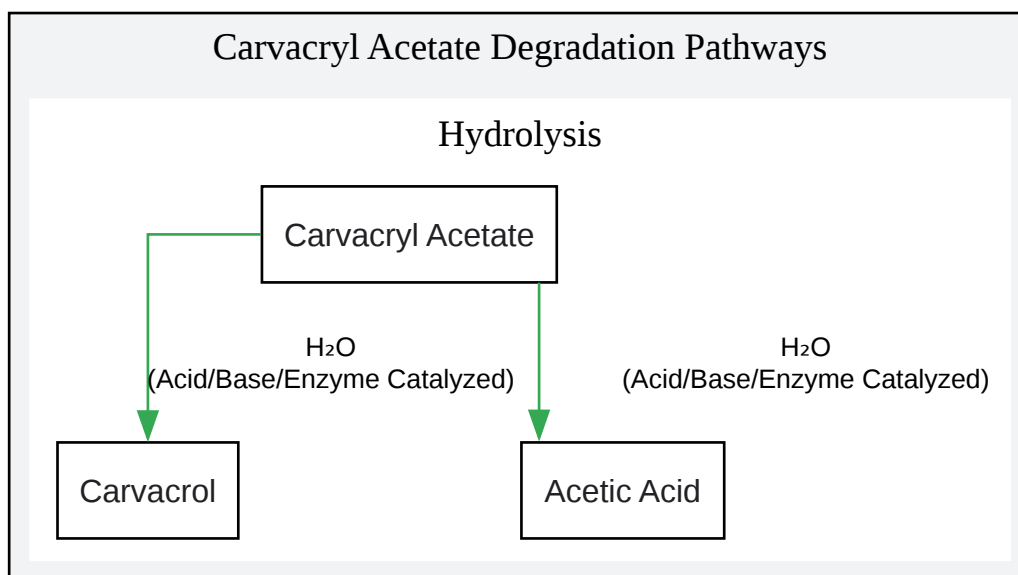 Carvacryl Acetate Degradation Pathways
Hydrolysis
Carvacryl Acetate
H₂O
(Acid/Base/Enzyme Catalyzed)
H₂O
(Acid/Base/Enzyme Catalyzed)
Carvacrol
Acetic Acid